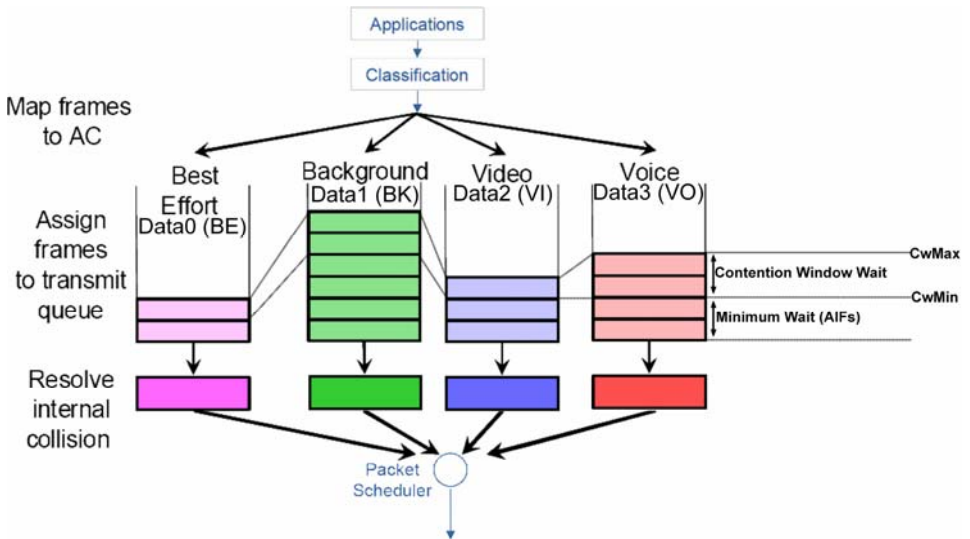 Applications
Classification
Map frames
to AC
Best
Effort
Data0 (BE)
Background
Data1 (BK)
Video
Data2 (VI)
Voice
Data3 (VO)
Assign
frames
to transmit
queue
CwMax
Contention Window Wait
CwMin
Minimum Wait (AIFs)
Resolve
internal
collision
Packet
Scheduler